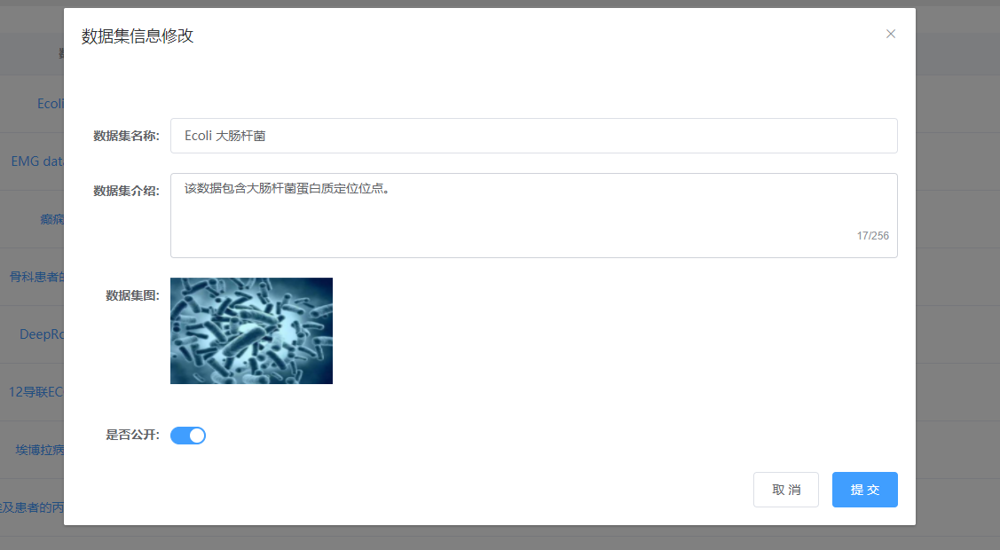 数据集信息修改
Ecoli
数据集名称:
Ecoli 大肠杆菌
EMG data
数据集介绍:
该数据包含大肠杆菌蛋白质定位位点。
癫痫
17/256
骨科患者的
数据集图:
DeepRo
12导联EC
是否公开:
埃博拉病
取 消
提 交
及患者的丙